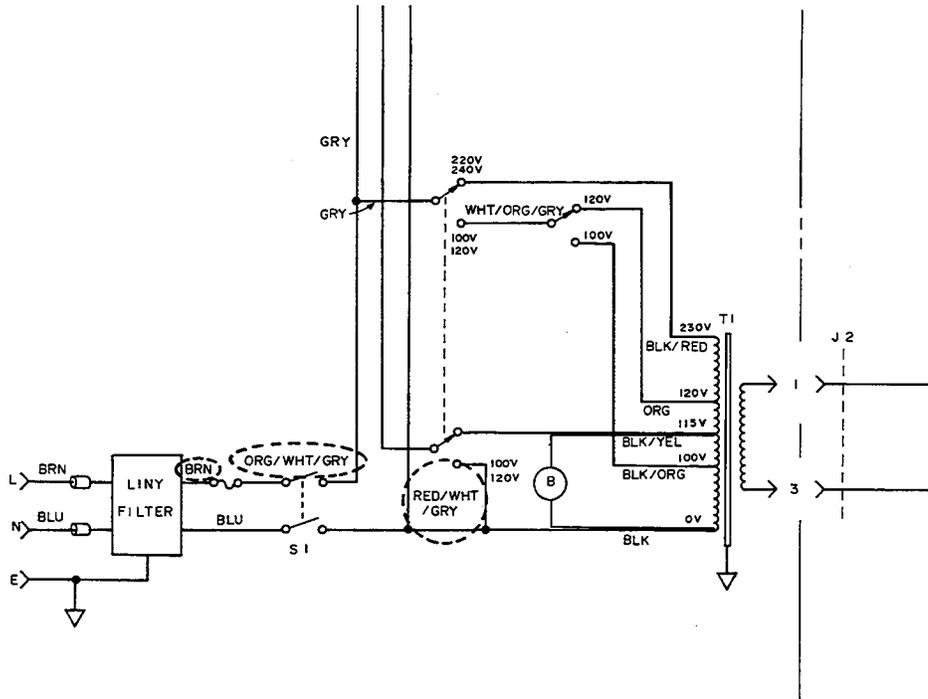 GRY
220V
240V
GRY
WHT/ORG/GRY
120V
100V
120V
100V
T1
230V
J2
BLK/RED
1
120V
ORG
115V
BLK/YEL
100V
BLK/ORG
ORG/WHT/GRY
BRN
BRN
L
LINY
FILTER
100V
120V
B
3
RED/WHT
/GRY
N
BLU
BLU
S1
0V
BLK
E